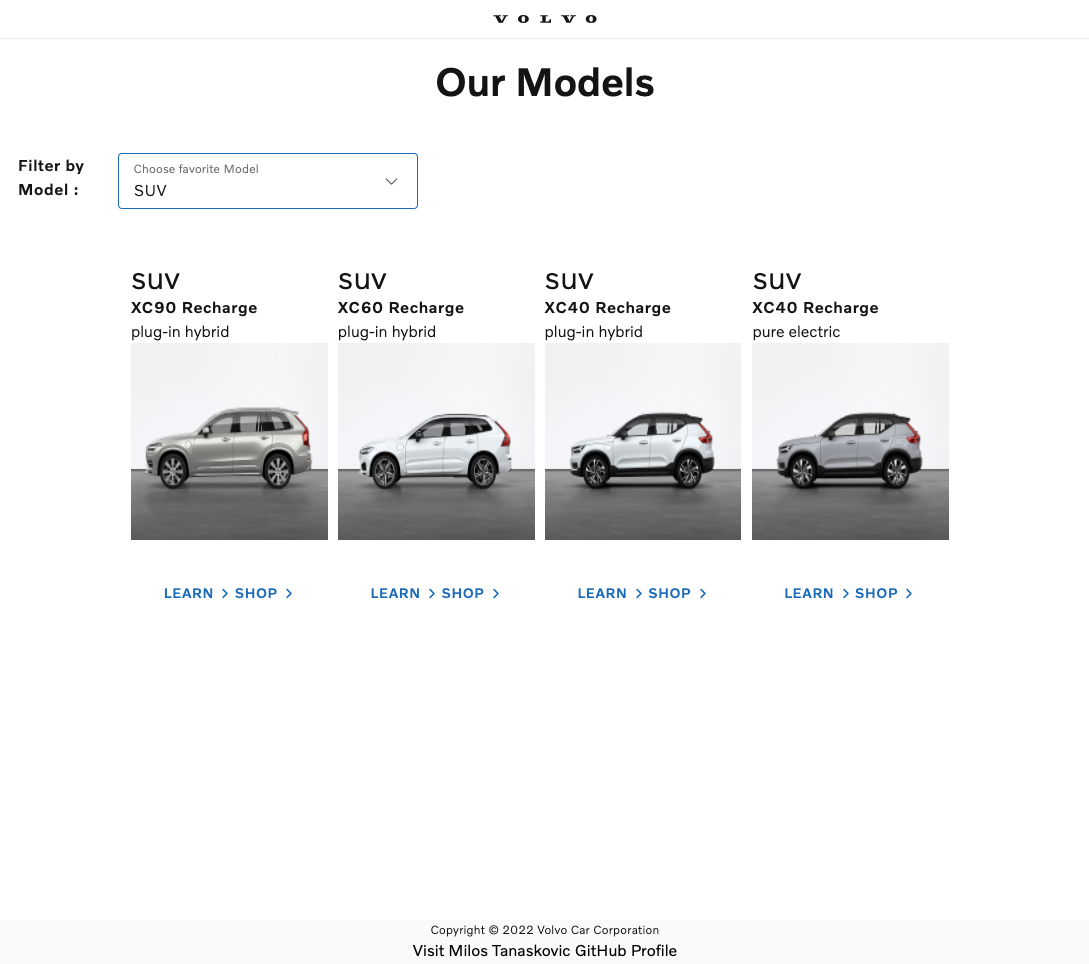 VOLVO
Our Models
Filter by
Model :
Choose favorite Model
SUV
SUV
XC90 Recharge
plug-in hybrid
SUV
XC60 Recharge
plug-in hybrid
SUV
XC40 Recharge
plug-in hybrid
SUV
XC40 Recharge
pure electric
LEARN > SHOP >
LEARN > SHOP >
LEARN > SHOP >
LEARN > SHOP >
Copyright © 2022 Volvo Car Corporation
Visit Milos Tanaskovic GitHub Profile